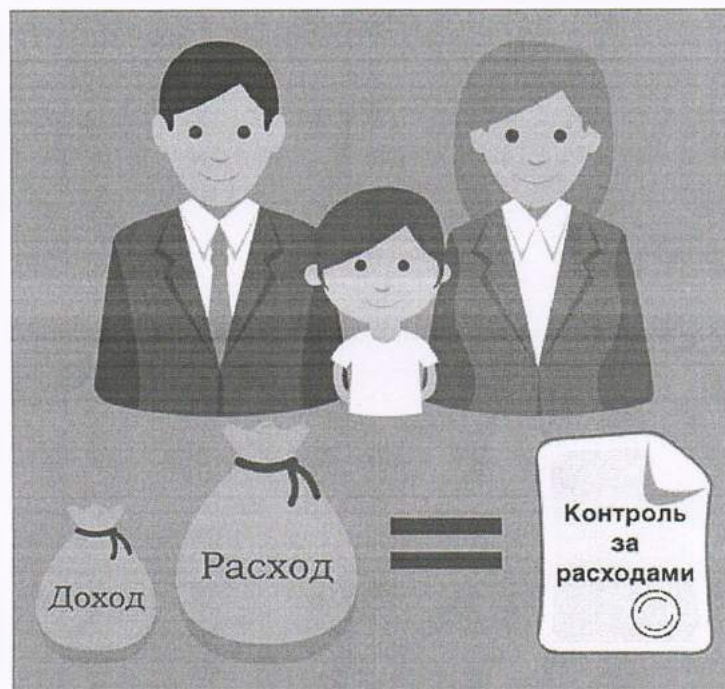 Доход
Расход
Контроль
за
расходами